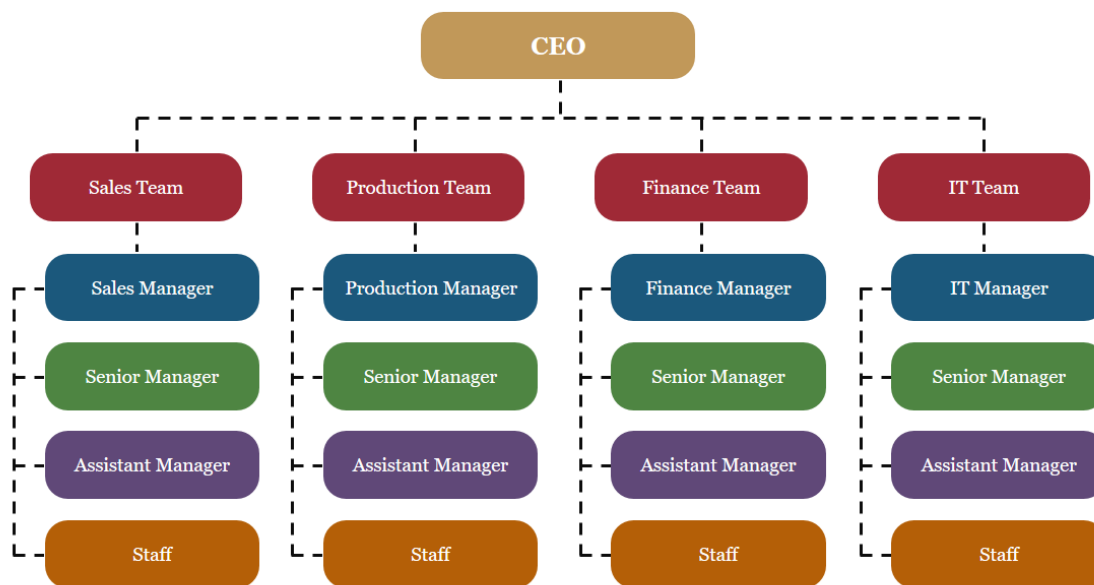 CEO
Sales Team
Production Team
Finance Team
IT Team
Sales Manager
Production Manager
Finance Manager
IT Manager
Senior Manager
Senior Manager
Senior Manager
Senior Manager
Assistant Manager
Assistant Manager
Assistant Manager
Assistant Manager
Staff
Staff
Staff
Staff